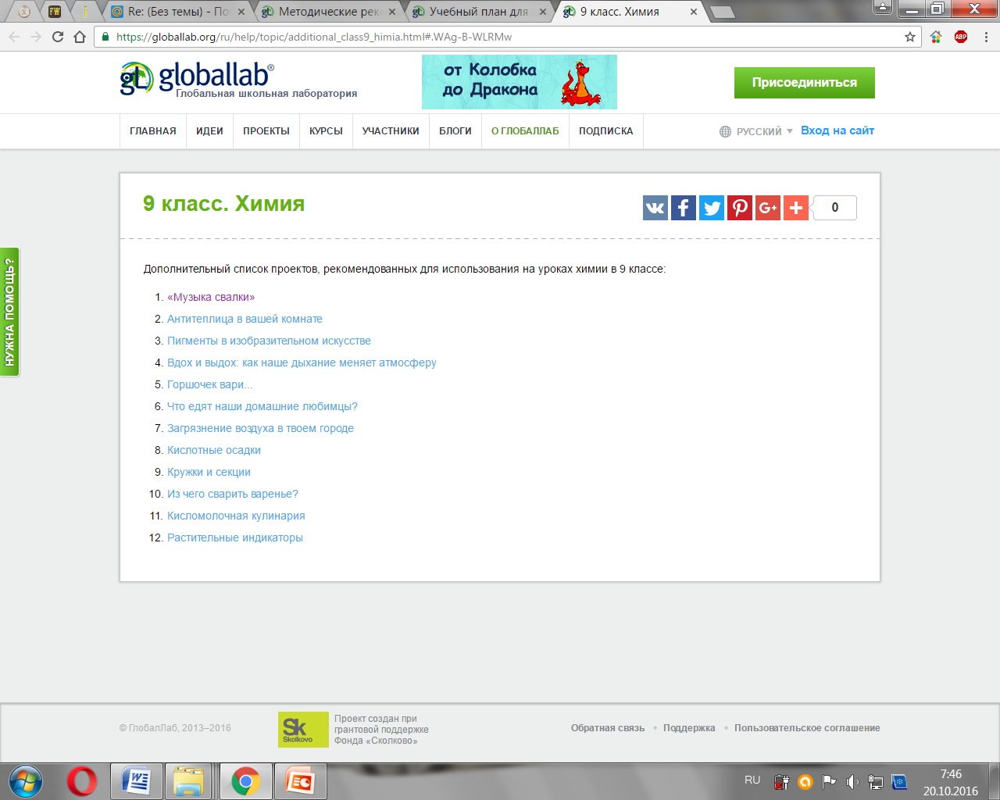 Re: (Без темы) - По
Методические рек
Учебный план для
9 класс. Химия
https://globallab.org/ru/help/topic/additional_class9_himia.html#.WAg-B-WLRMw
ABP
globallab®
Глобальная школьная лаборатория
от Колобка
до Дракона
Присоединиться
ГЛАВНАЯ ИДЕИ ПРОЕКТЫ КУРСЫ УЧАСТНИКИ БЛОГИ О ГЛОБАЛЛАБ ПОДПИСКА
РУССКИЙ Вход на сайт
9 класс. Химия
0
НУЖНА ПОМОЩЬ?
Дополнительный список проектов, рекомендованных для использования на уроках химии в 9 классе:
1. «Музыка свалки»
2. Антитеплица в вашей комнате
3. Пигменты в изобразительном искусстве
4. Вдох и выдох: как наше дыхание меняет атмосферу
5. Горшочек вари...
6. Что едят наши домашние любимцы?
7. Загрязнение воздуха в твоем городе
8. Кислотные осадки
9. Кружки и секции
10. Из чего сварить варенье?
11. Кисломолочная кулинария
12. Растительные индикаторы
© ГлобалЛаб, 2013–2016
Sk
Skolkovo
Проект создан при
грантовой поддержке
Фонда «Сколково»
Обратная связь Поддержка Пользовательское соглашение
RU
7:46
20.10.2016